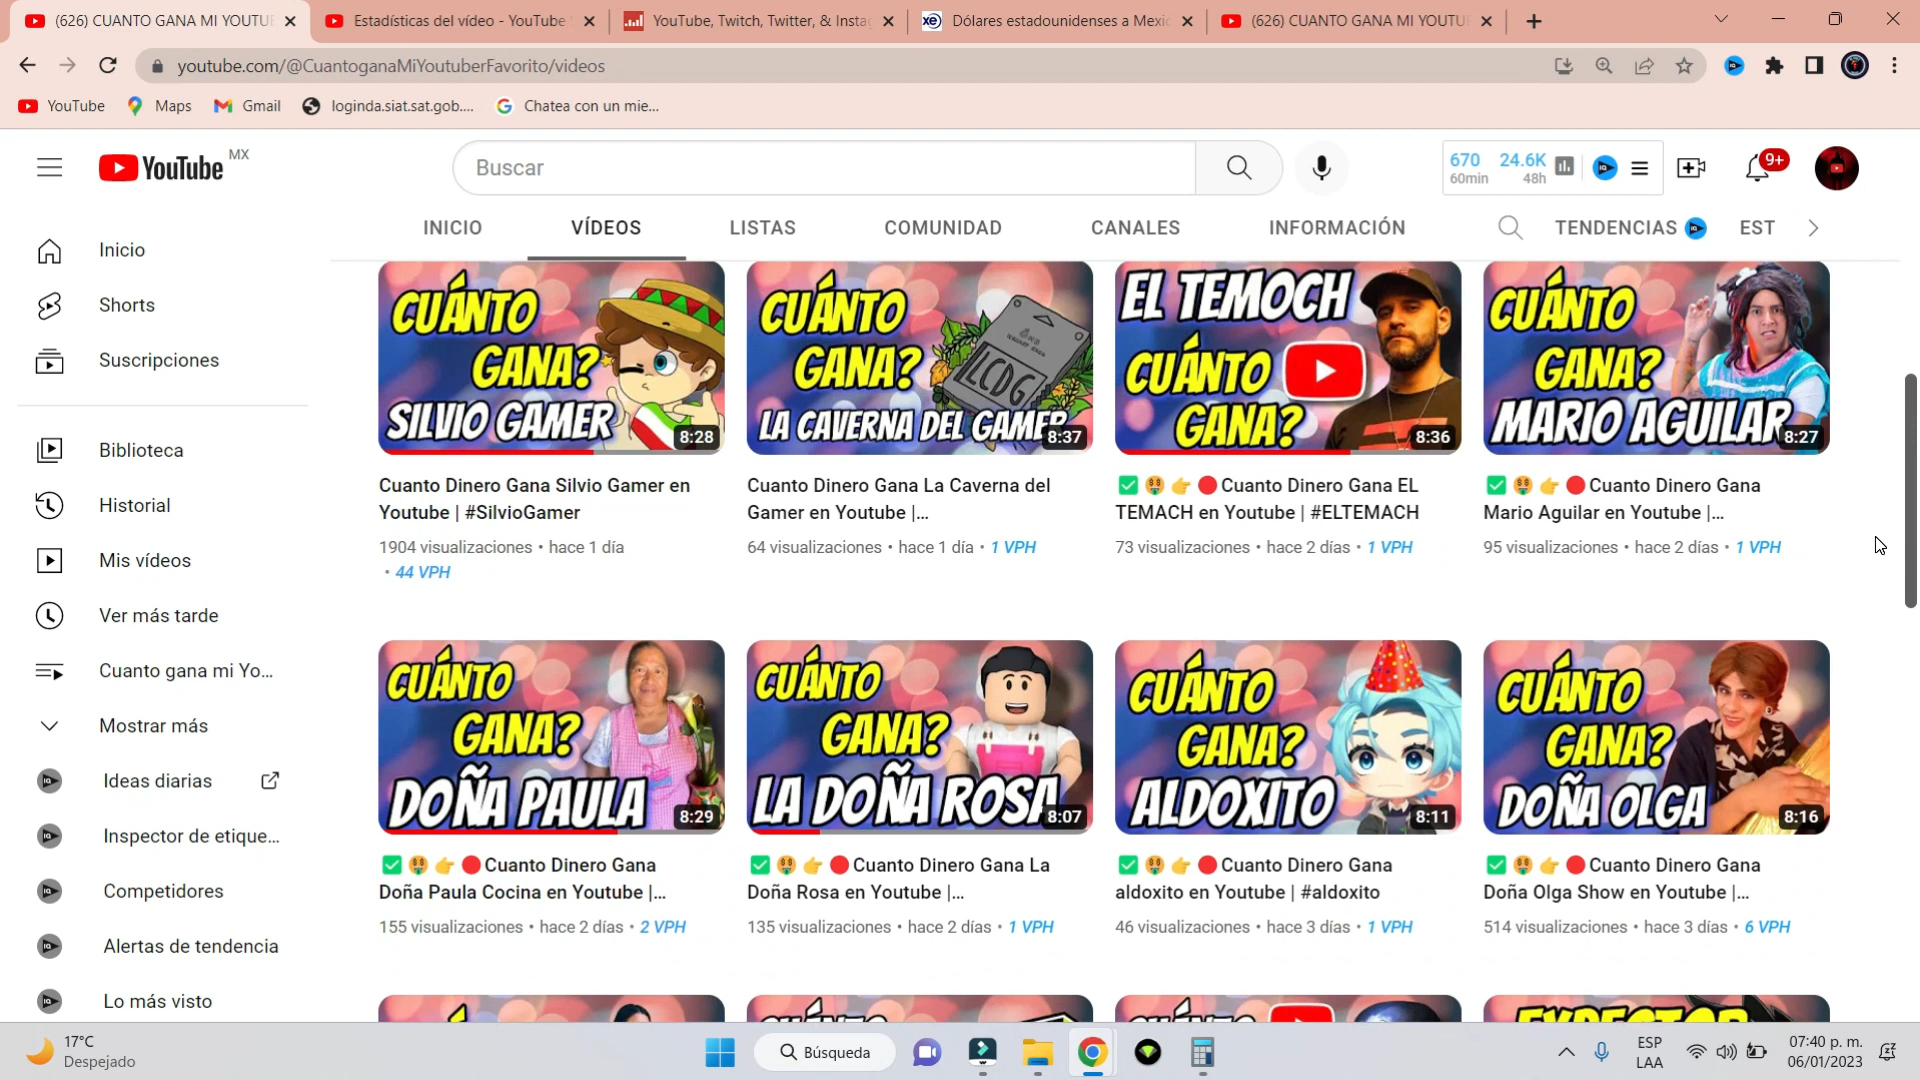 (626) CUANTO GANA MI YOUTU
Estadísticas del vídeo - YouTube
YouTube, Twitch, Twitter, & Insta
Dólares estadounidenses a Mexi
(626) CUANTO GANA MI YOUTU
youtube.com/@CuantoganaMiYoutuberFavorito/videos
YouTube
Maps
Gmail
loginda.siat.sat.gob....
Chatea con un mie...
YouTube MX
Buscar
670 24.6K
60min 48h
9+
INICIO
VÍDEOS
LISTAS
COMUNIDAD
CANALES
INFORMACIÓN
TENDENCIAS
EST
Inicio
Shorts
Suscripciones
Biblioteca
Historial
Mis vídeos
Ver más tarde
Cuanto gana mi Yo...
Mostrar más
Ideas diarias
Inspector de etique...
Competidores
Alertas de tendencia
Lo más visto
CUÁNTO
GANA?
SILVIO GAMER
8:28
Cuanto Dinero Gana Silvio Gamer en
Youtube | #SilvioGamer
1904 visualizaciones • hace 1 día
• 44 VPH
CUÁNTO
GANA?
LCDG
LA CAVERNA DEL GAMER
8:37
Cuanto Dinero Gana La Caverna del
Gamer en Youtube |...
64 visualizaciones • hace 1 día • 1 VPH
EL TEMOCH
CUÁNTO
GANA?
8:36
✅ 🤑 👉 🔴Cuanto Dinero Gana EL
TEMACH en Youtube | #ELTEMACH
73 visualizaciones • hace 2 días • 1 VPH
CUÁNTO
GANA?
MARIO AGUILAR
8:27
✅ 🤑 👉 🔴Cuanto Dinero Gana
Mario Aguilar en Youtube |...
95 visualizaciones • hace 2 días • 1 VPH
CUÁNTO
GANA?
DOÑA PAULA
8:29
✅ 🤑 👉 🔴Cuanto Dinero Gana
Doña Paula Cocina en Youtube |...
155 visualizaciones • hace 2 días • 2 VPH
CUÁNTO
GANA?
LA DOÑA ROSA
8:07
✅ 🤑 👉 🔴Cuanto Dinero Gana La
Doña Rosa en Youtube |...
135 visualizaciones • hace 2 días • 1 VPH
CUÁNTO
GANA?
ALDOXITO
8:11
✅ 🤑 👉 🔴Cuanto Dinero Gana
aldoxito en Youtube | #aldoxito
46 visualizaciones • hace 3 días • 1 VPH
CUÁNTO
GANA?
DOÑA OLGA
8:16
✅ 🤑 👉 🔴Cuanto Dinero Gana
Doña Olga Show en Youtube |...
514 visualizaciones • hace 3 días • 6 VPH
17°C
Despejado
Búsqueda
ESP
LAA
07:40 p. m.
06/01/2023